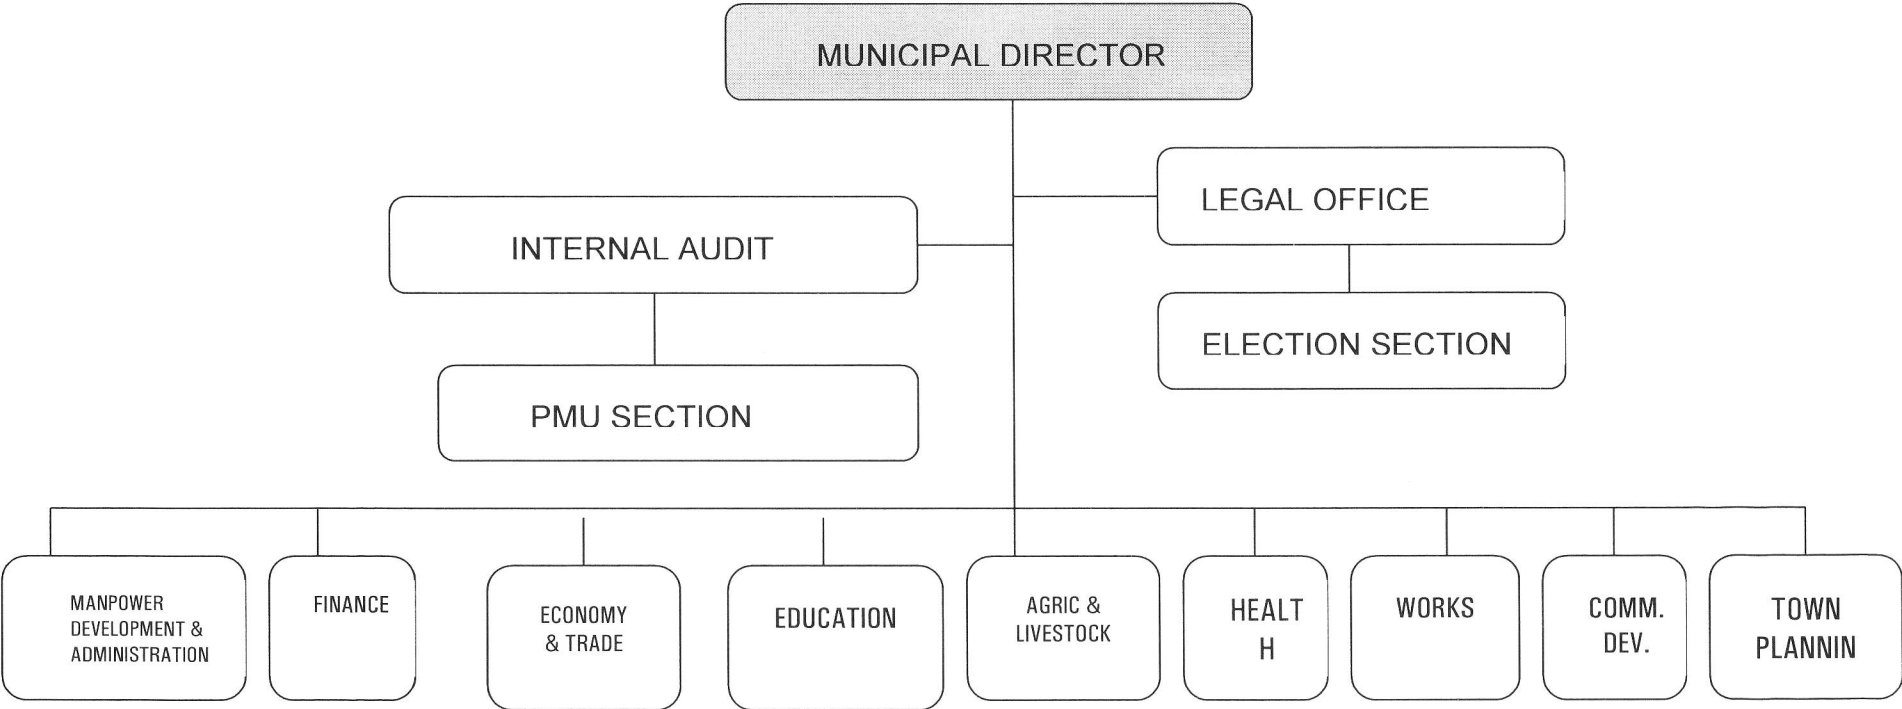 MUNICIPAL DIRECTOR
LEGAL OFFICE
INTERNAL AUDIT
ELECTION SECTION
PMU SECTION
MANPOWER
DEVELOPMENT &
ADMINISTRATION
FINANCE
ECONOMY
& TRADE
EDUCATION
AGRIC &
LIVESTOCK
HEALT
H
WORKS
COMM.
DEV.
TOWN
PLANNIN